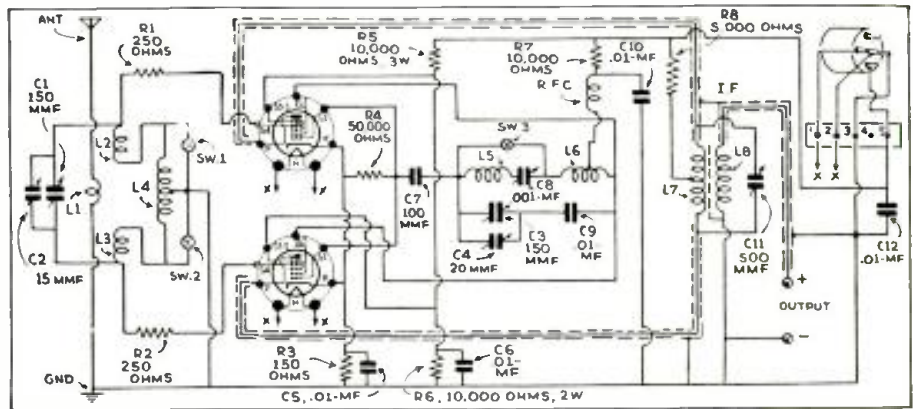 ANT
R1
250
OHMS
C1
150
MMF
L2
L1
L4
SW.1
L3
C2
15 MMF
SW.2
R2
250
OHMS
GND
R3
150
OHMS
C5, .01-MF
R5
10,000
OHMS 3W
R4
50,000
OHMS
C7
100
MMF
C6
.01-
MF
R6, 10,000 OHMS, 2W
R7
10,000
OHMS
RFC
C10
.01-MF
SW.3
L5
L6
C8
.001-MF
C4
20 MMF
C3
150
MMF
C9
.01-
MF
R8
5,000 OHMS
I F
L7
L8
C11
500
MMF
1 2 3 4 5
X X
C12
.01-MF
+
OUTPUT
-
X X
X X